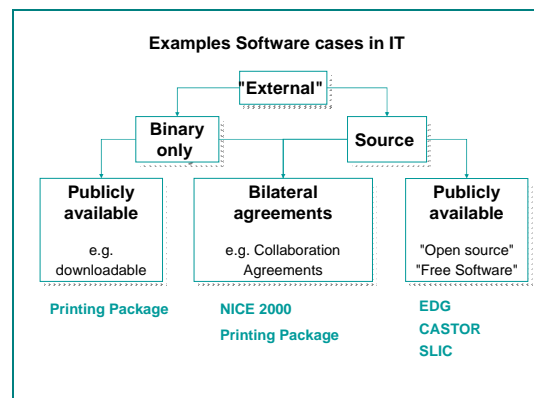 Examples Software cases in IT
"External"
Binary
only
Source
Publicly
available
e.g.
downloadable
Bilateral
agreements
e.g. Collaboration
Agreements
Publicly
available
"Open source"
"Free Software"
Printing Package
NICE 2000
Printing Package
EDG
CASTOR
SLIC